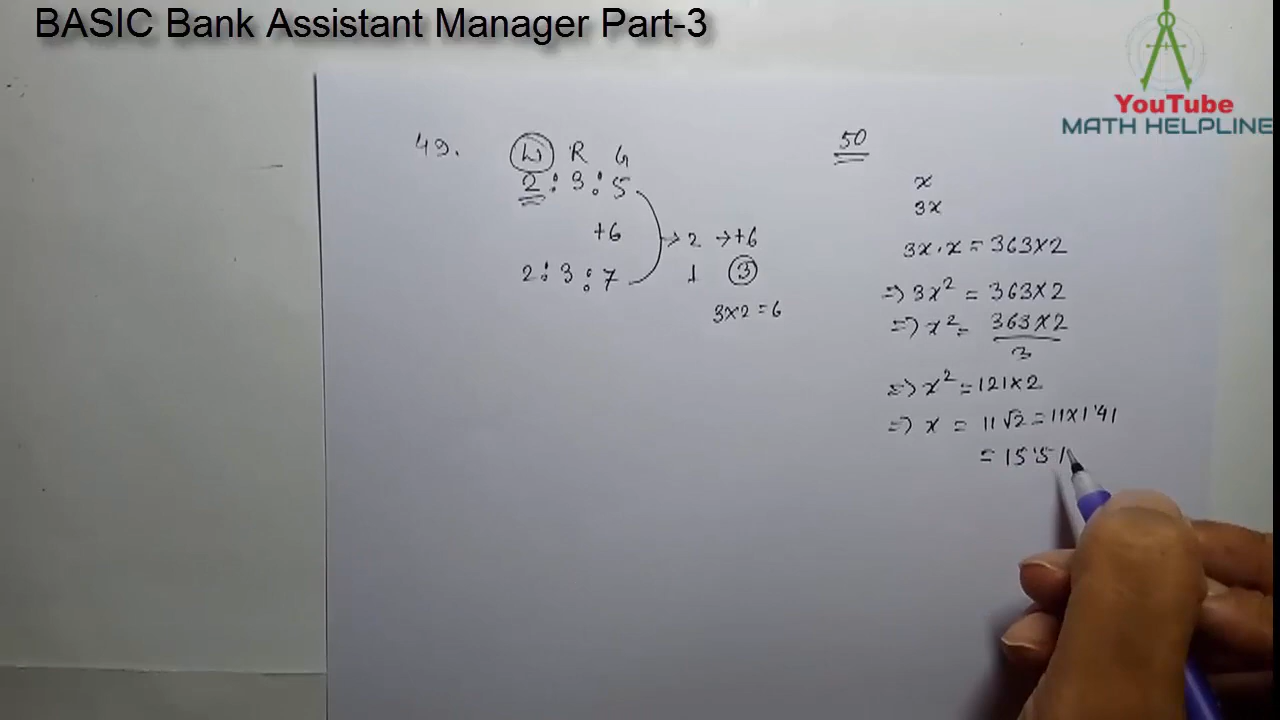 BASIC Bank Assistant Manager Part-3
YouTube
MATH HELPLINE
49.
W R G
2 : 3 : 5
+6 → 2 → +6
2 : 3 : 7 1 3
3×2=6
50
x
3x
3x·x = 363×2
⇒ 3x² = 363×2
⇒ x² = 363×2
3
⇒ x² = 121×2
⇒ x = 11√2 = 11×1·41
= 15·51